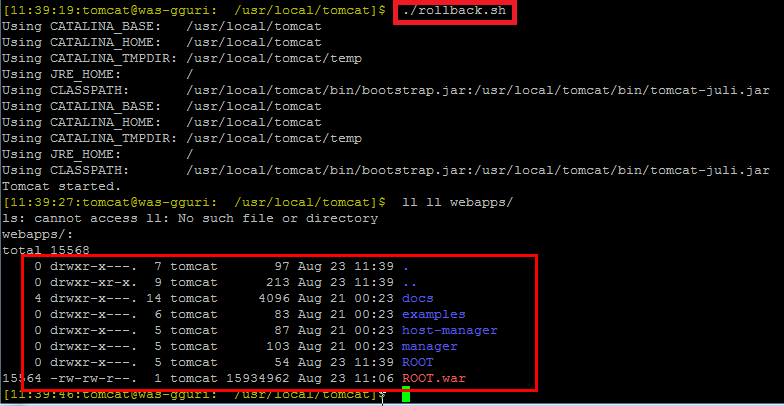 [11:39:19:tomcat@was-gguri: /usr/local/tomcat]$ ./rollback.sh
Using CATALINA_BASE: /usr/local/tomcat
Using CATALINA_HOME: /usr/local/tomcat
Using CATALINA_TMPDIR: /usr/local/tomcat/temp
Using JRE_HOME: /
Using CLASSPATH: /usr/local/tomcat/bin/bootstrap.jar:/usr/local/tomcat/bin/tomcat-juli.jar
Using CATALINA_BASE: /usr/local/tomcat
Using CATALINA_HOME: /usr/local/tomcat
Using CATALINA_TMPDIR: /usr/local/tomcat/temp
Using JRE_HOME: /
Using CLASSPATH: /usr/local/tomcat/bin/bootstrap.jar:/usr/local/tomcat/bin/tomcat-juli.jar
Tomcat started.
[11:39:27:tomcat@was-gguri: /usr/local/tomcat]$ ll ll webapps/
ls: cannot access ll: No such file or directory
webapps/:
total 15568
0 drwxr-x---. 7 tomcat 97 Aug 23 11:39 .
0 drwxr-xr-x. 9 tomcat 213 Aug 23 11:39 ..
4 drwxr-x---. 14 tomcat 4096 Aug 21 00:23 docs
0 drwxr-x---. 6 tomcat 83 Aug 21 00:23 examples
0 drwxr-x---. 5 tomcat 87 Aug 21 00:23 host-manager
0 drwxr-x---. 5 tomcat 103 Aug 21 00:23 manager
0 drwxr-x---. 5 tomcat 54 Aug 23 11:39 ROOT
15564 -rw-rw-r--. 1 tomcat 15934962 Aug 23 11:06 ROOT.war
[11:39:46:tomcat@was-gguri: /usr/local/tomcat]$